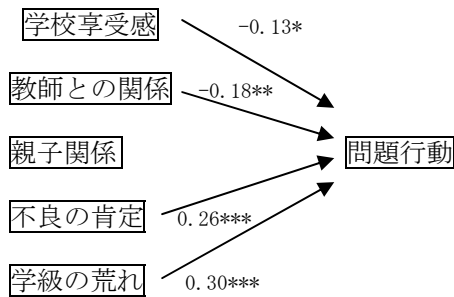 学校享受感
-0.13*
教師との関係
-0.18**
親子関係
問題行動
不良の肯定
0.26***
学級の荒れ
0.30***